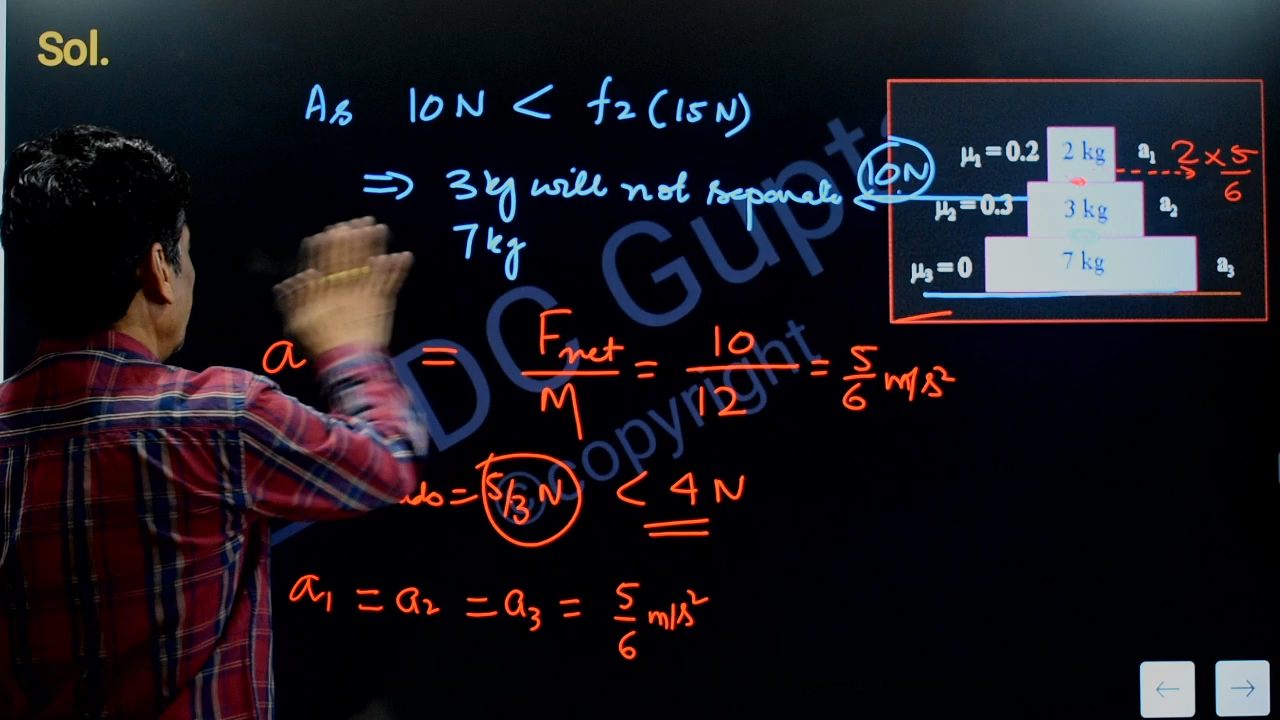 Sol.
As 10N < f2 (15N)
⇒ 3kg will not separate
7kg
a = Fnet/M = 10/12 = 5/6 m/s²
= 5/3 N < 4 N
a₁ = a₂ = a₃ = 5/6 m/s²
10N
μ₁ = 0.2 2 kg a₁ 2 × 5/6
μ₂ = 0.3 3 kg a₂
μ₃ = 0 7 kg a₃
DC Gupt
©copyright